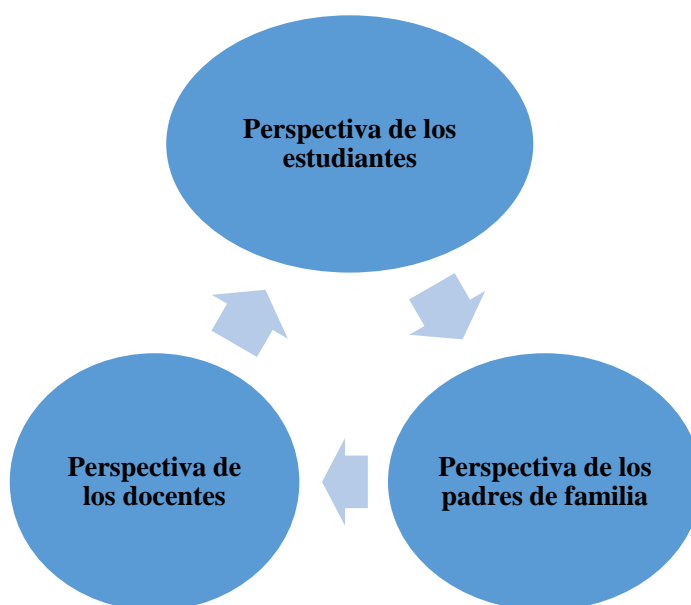 Perspectiva de los
estudiantes
Perspectiva de
los docentes
Perspectiva de los
padres de familia